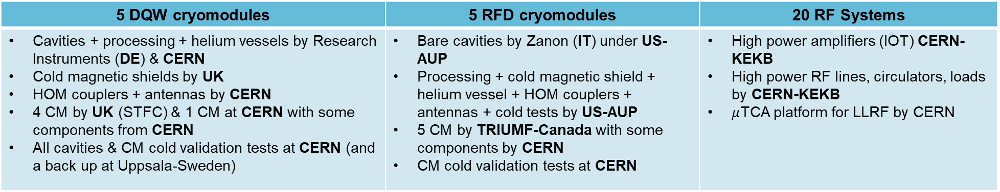 5 DQW cryomodules
• Cavities + processing + helium vessels by Research
Instruments (DE) & CERN
• Cold magnetic shields by UK
• HOM couplers + antennas by CERN
• 4 CM by UK (STFC) & 1 CM at CERN with some
components from CERN
• All cavities & CM cold validation tests at CERN (and
a back up at Uppsala-Sweden)
5 RFD cryomodules
• Bare cavities by Zanon (IT) under US-
AUP
• Processing + cold magnetic shield +
helium vessel + HOM couplers +
antennas + cold tests by US-AUP
• 5 CM by TRIUMF-Canada with some
components by CERN
• CM cold validation tests at CERN
20 RF Systems
• High power amplifiers (IOT) CERN-
KEKB
• High power RF lines, circulators, loads
by CERN-KEKB
• 𝜇TCA platform for LLRF by CERN